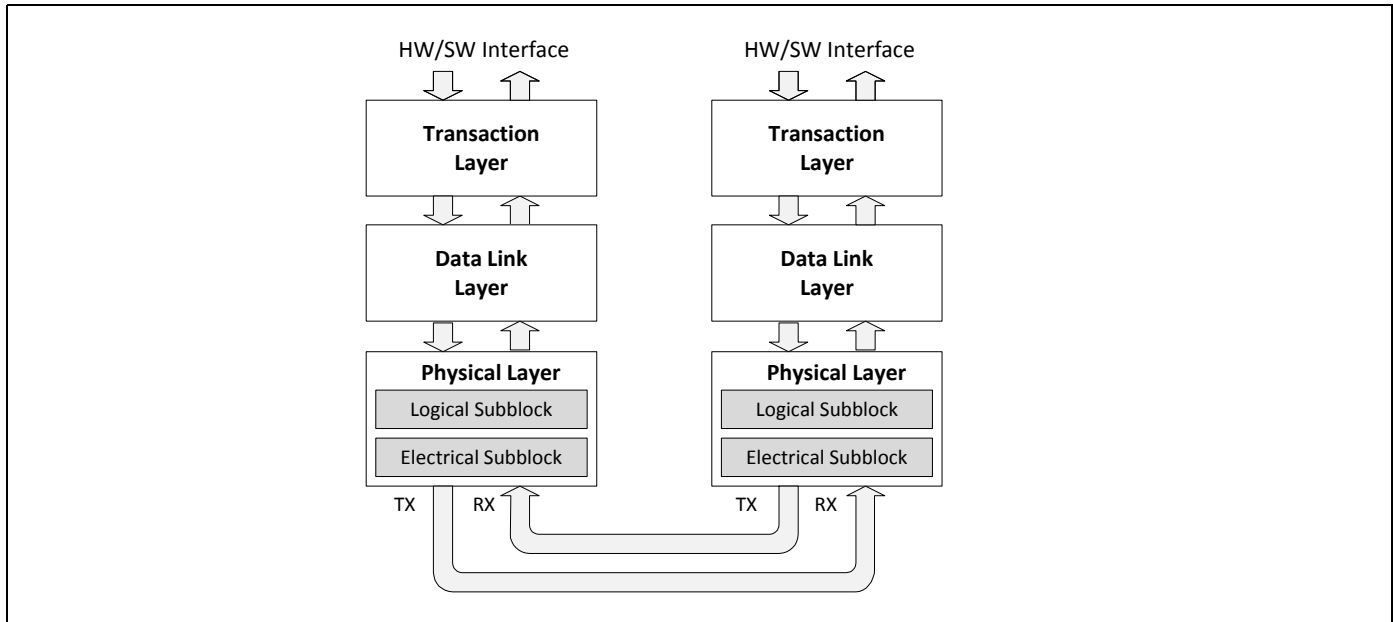 HW/SW Interface
Transaction
Layer
Data Link
Layer
Physical Layer
Logical Subblock
Electrical Subblock
TX
RX
HW/SW Interface
Transaction
Layer
Data Link
Layer
Physical Layer
Logical Subblock
Electrical Subblock
TX
RX